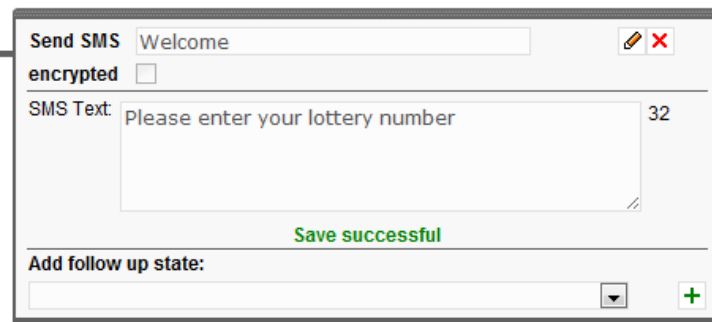 Send SMS Welcome
encrypted
SMS Text: Please enter your lottery number 32
Save successful
Add follow up state: